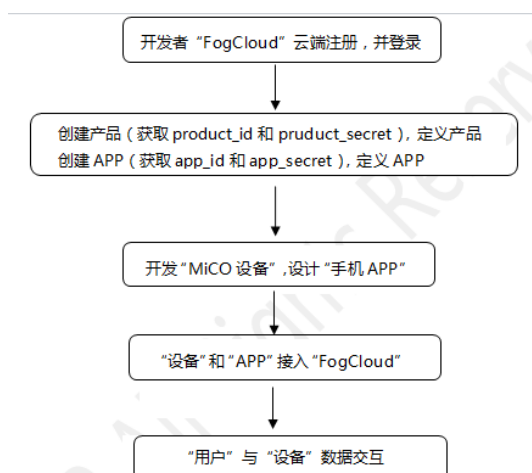 开发者“FogCloud”云端注册，并登录
创建产品（获取 product_id 和 pruduct_secret），定义产品
创建 APP（获取 app_id 和 app_secret），定义 APP
开发“MiCO 设备”,设计“手机 APP”
“设备”和“APP”接入“FogCloud”
“用户”与“设备”数据交互